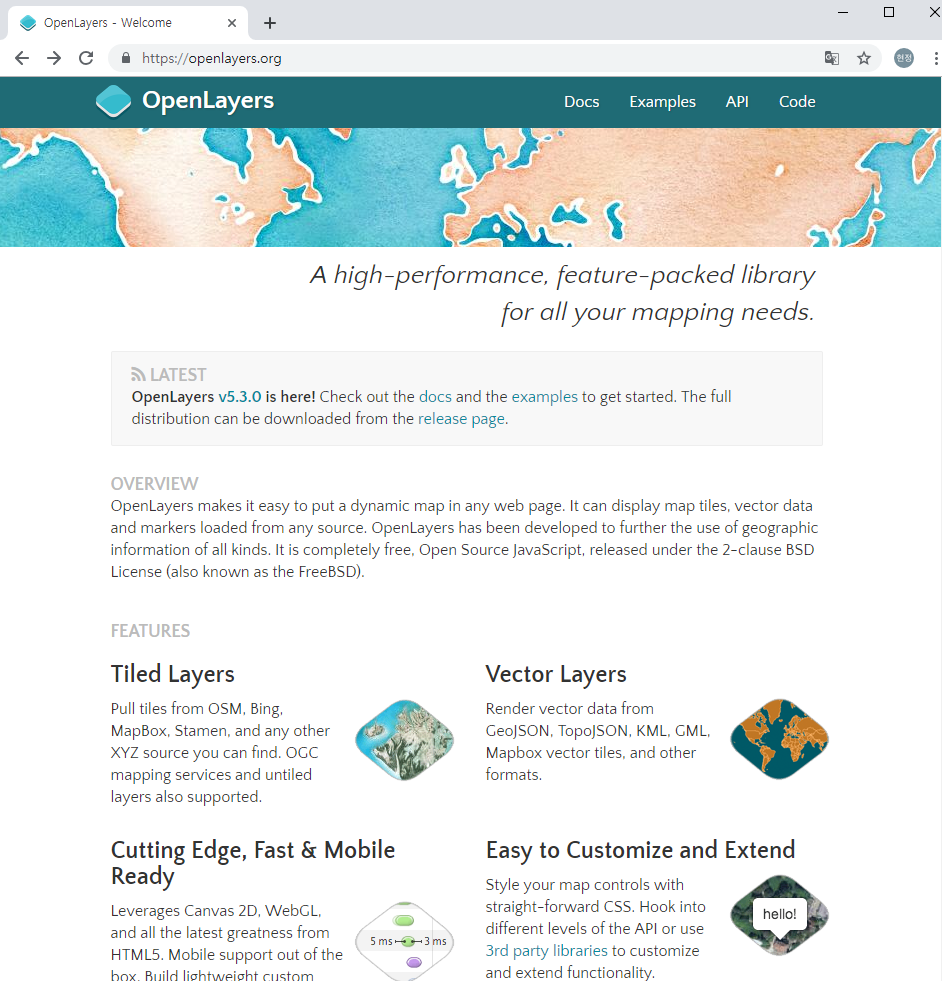 OpenLayers - Welcome
https://openlayers.org
현정
OpenLayers
Docs Examples API Code
A high-performance, feature-packed library
for all your mapping needs.
LATEST
OpenLayers v5.3.0 is here! Check out the docs and the examples to get started. The full
distribution can be downloaded from the release page.
OVERVIEW
OpenLayers makes it easy to put a dynamic map in any web page. It can display map tiles, vector data
and markers loaded from any source. OpenLayers has been developed to further the use of geographic
information of all kinds. It is completely free, Open Source JavaScript, released under the 2-clause BSD
License (also known as the FreeBSD).
FEATURES
Tiled Layers
Pull tiles from OSM, Bing,
MapBox, Stamen, and any other
XYZ source you can find. OGC
mapping services and untiled
layers also supported.
Vector Layers
Render vector data from
GeoJSON, TopoJSON, KML, GML,
Mapbox vector tiles, and other
formats.
Cutting Edge, Fast & Mobile
Ready
Leverages Canvas 2D, WebGL,
and all the latest greatness from
HTML5. Mobile support out of the
box. Build lightweight custom
5 ms 3 ms
Easy to Customize and Extend
Style your map controls with
straight-forward CSS. Hook into
different levels of the API or use
3rd party libraries to customize
and extend functionality.
hello!